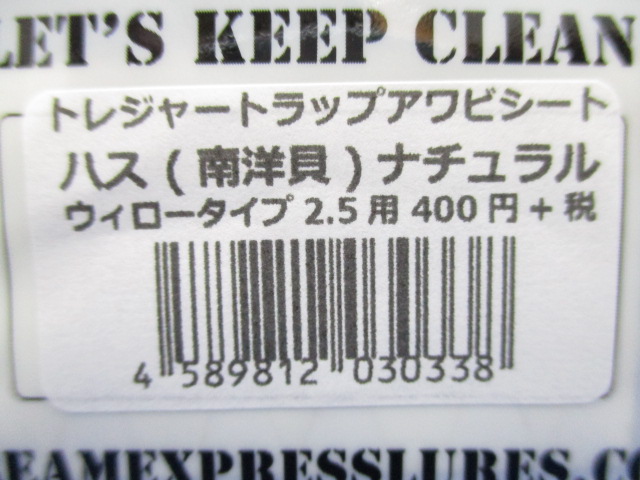 LET'S KEEP CLEAN
トレジャートラップアワビシート
ハス(南洋貝)ナチュラル
ウィロータイプ 2.5 用 400 円 + 税
4 589812 030338
REAMEXPRESSLURES.CO